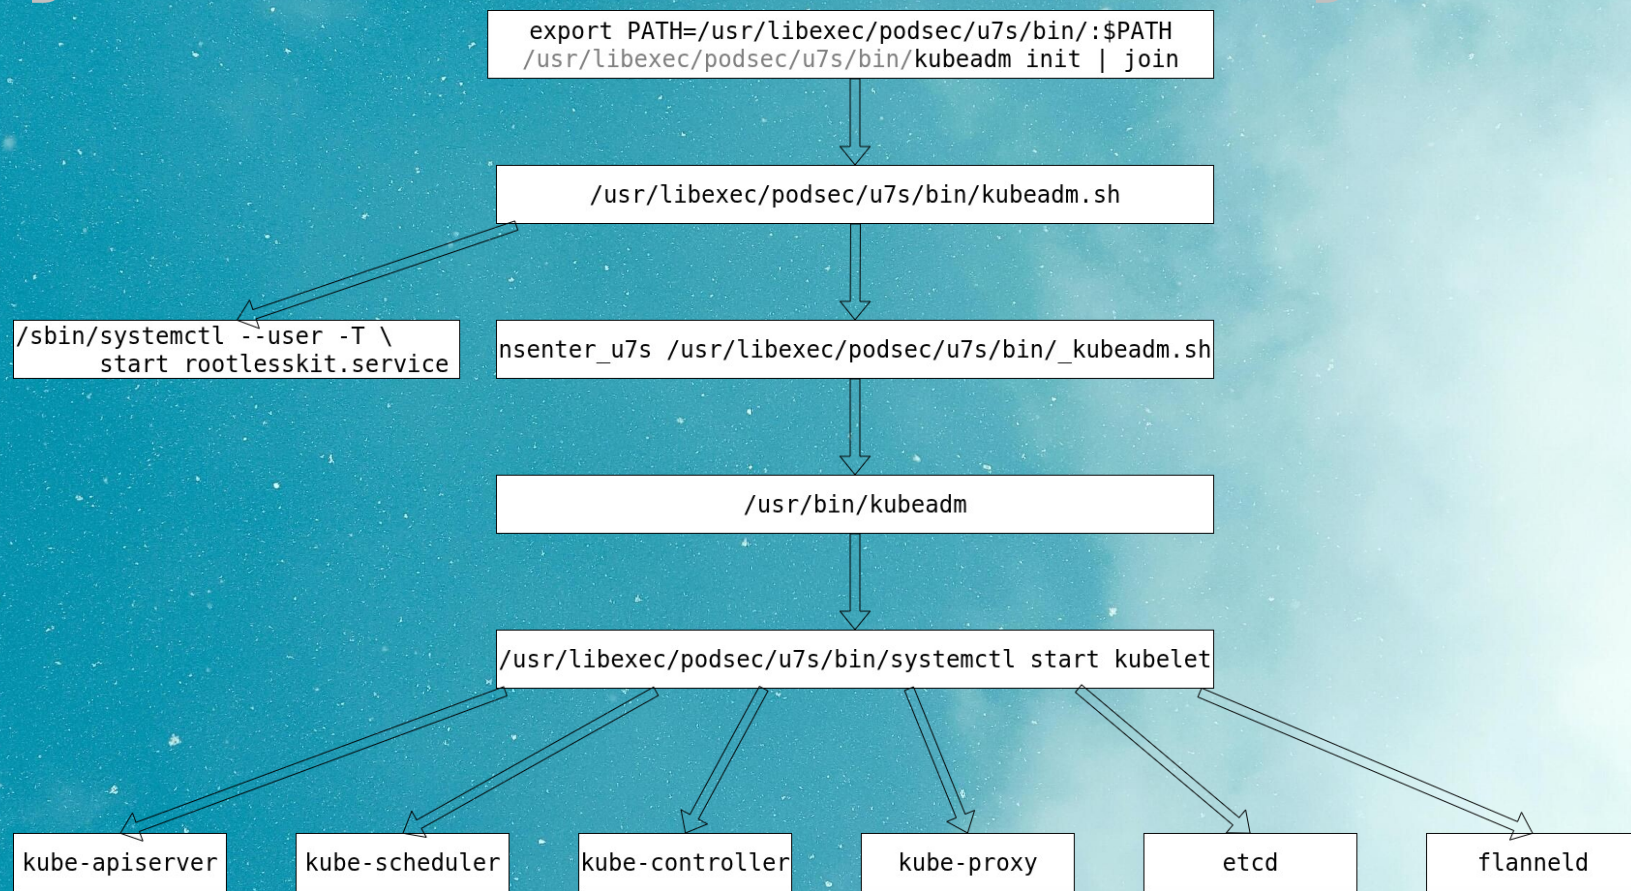 export PATH=/usr/libexec/podsec/u7s/bin/:$PATH
/usr/libexec/podsec/u7s/bin/kubeadm init | join
/usr/libexec/podsec/u7s/bin/kubeadm.sh
/sbin/systemctl --user -T \
start rootlesskit.service
nsenter_u7s /usr/libexec/podsec/u7s/bin/_kubeadm.sh
/usr/bin/kubeadm
/usr/libexec/podsec/u7s/bin/systemctl start kubelet
kube-apiserver
kube-scheduler
kube-controller
kube-proxy
etcd
flanneld